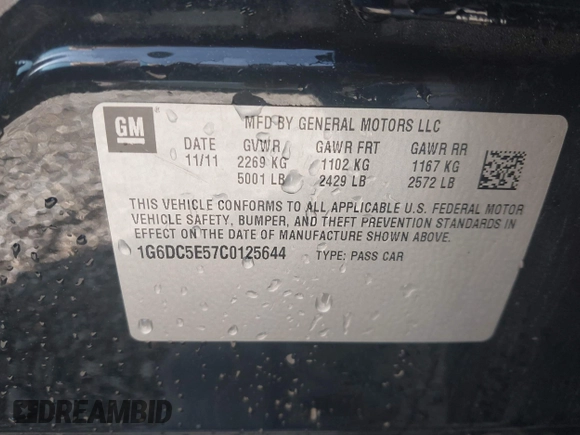 GM
MFD BY GENERAL MOTORS LLC
DATE GVWR GAWR FRT GAWR RR
11/11 2269 KG 1102 KG 1167 KG
5001 LB 2429 LB 2572 LB
THIS VEHICLE CONFORMS TO ALL APPLICABLE U.S. FEDERAL MOTOR
VEHICLE SAFETY, BUMPER, AND THEFT PREVENTION STANDARDS
IN EFFECT ON THE DATE OF MANUFACTURE SHOWN ABOVE.
1G6DC5E57C0125644 TYPE: PASS CAR
DREAMBID